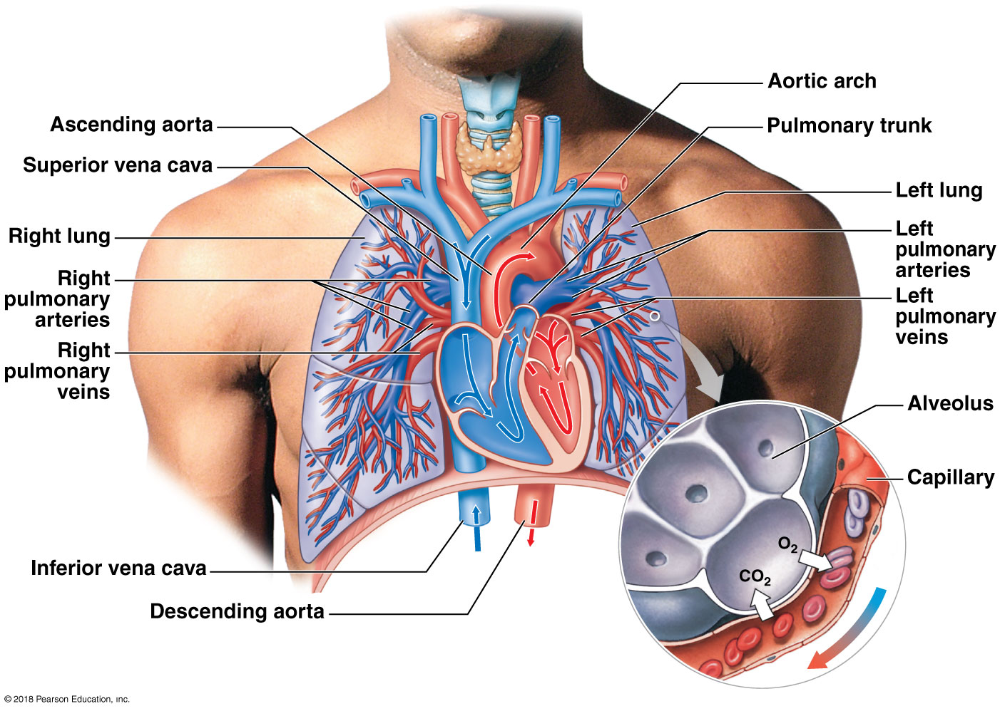 Ascending aorta
Superior vena cava
Right lung
Right
pulmonary
arteries
Right
pulmonary
veins
Inferior vena cava
Descending aorta
Aortic arch
Pulmonary trunk
Left lung
Left
pulmonary
arteries
Left
pulmonary
veins
Alveolus
Capillary
O2
CO2
© 2018 Pearson Education, Inc.